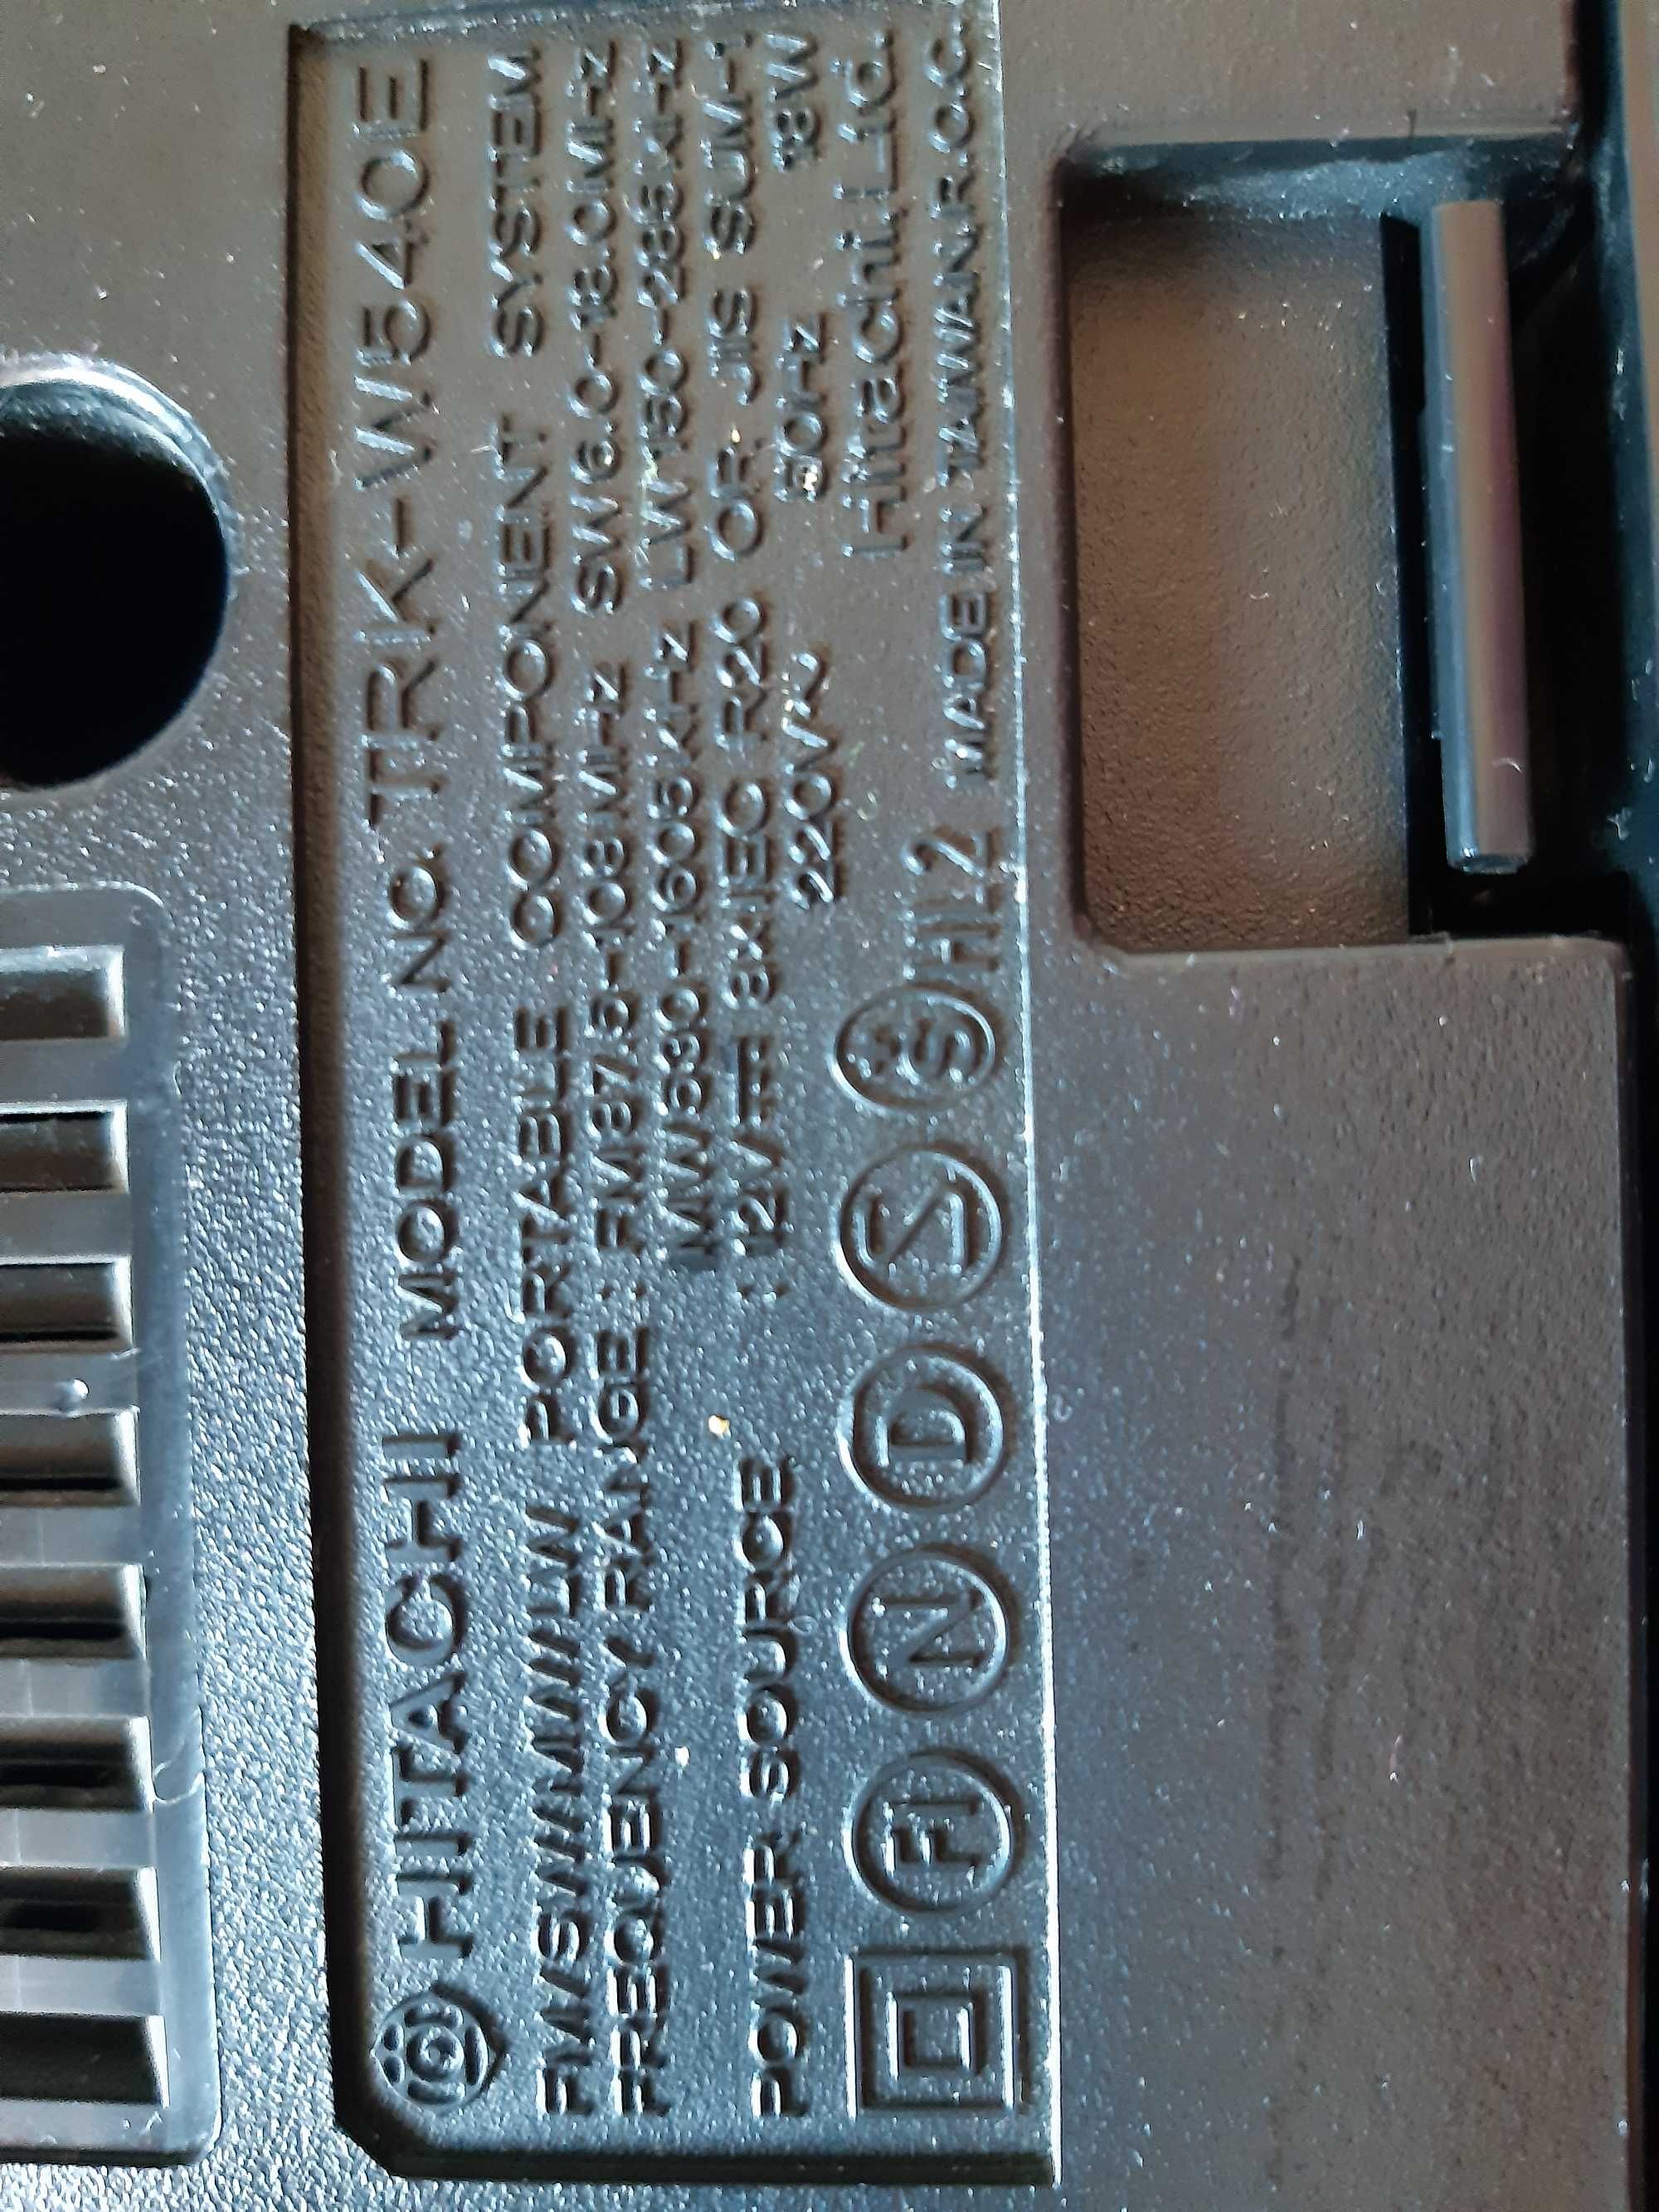 HITACHI MODEL NO. TRK-W540E
FM/SW/MW/LW PORTABLE COMPONENT SYSTEM
FREQUENCY RANGE : FM87.5-108MHz SW6.0-18.0MHz
MW530-1605kHz LW150-285kHz
POWER SOURCE : 12V⎓ 8xIEC R20 OR JIS SUM-1
220V~ 50Hz 18W
Hitachi,Ltd.
FI N D S S HL2 MADE IN TAIWAN.R.O.C.